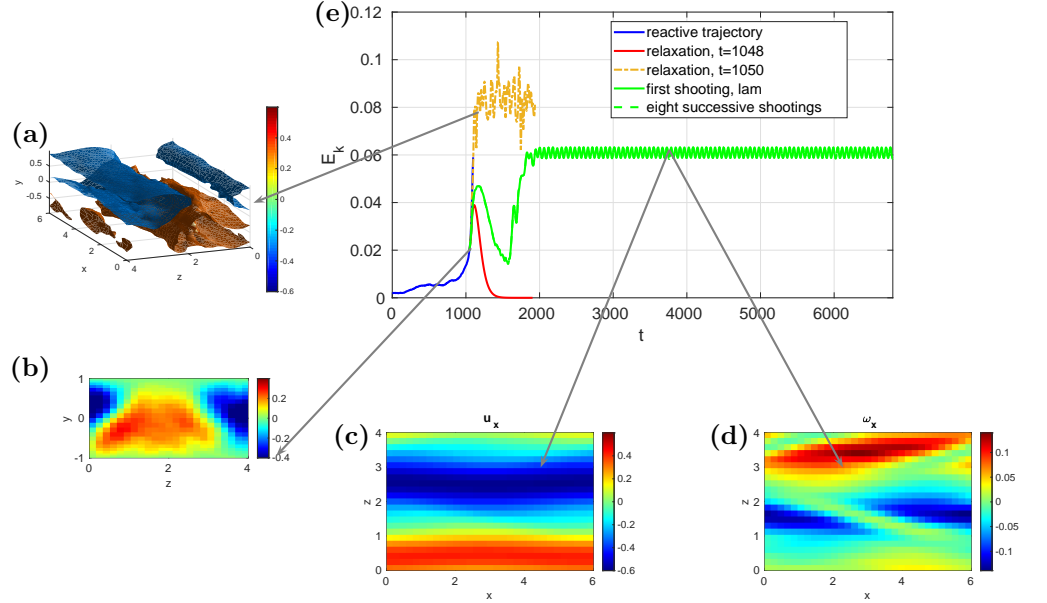 (e)
0.12
0.1
0.08
0.06
0.04
0.02
0
E_k
0 1000 2000 3000 4000 5000 6000
t
reactive trajectory
relaxation, t=1048
relaxation, t=1050
first shooting, lam
eight successive shootings
(a)
0.5
0
-0.5
y
6
4
2
0
x
4
2
0
z
0.4
0.2
0
-0.2
-0.4
-0.6
(b)
1
0
-1
y
0 2 4
z
0.2
0
-0.2
-0.4
(c)
u_x
4
3
2
1
0
z
0 2 4 6
x
0.4
0.2
0
-0.2
-0.4
-0.6
(d)
ω_x
4
3
2
1
0
z
0 2 4 6
x
0.1
0.05
0
-0.05
-0.1